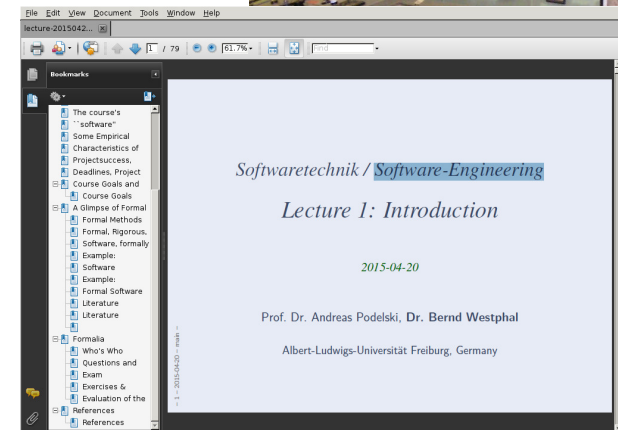 File Edit View Document Tools Window Help
lecture-2015042...
1 / 79 61.7% Find
Bookmarks
The course's
``software"
Some Empirical
Characteristics of
Projectsuccess,
Deadlines, Project
Course Goals and
Course Goals
A Glimpse of Formal
Formal Methods
Formal, Rigorous,
Software, formally
Example:
Software
Example:
Formal Software
Literature
Literature
Formalia
Who's Who
Questions and
Exam
Exercises &
Evaluation of the
References
References
Softwaretechnik / Software-Engineering
Lecture 1: Introduction
2015-04-20
Prof. Dr. Andreas Podelski, Dr. Bernd Westphal
Albert-Ludwigs-Universität Freiburg, Germany
– 1 – 2015-04-20 – main –